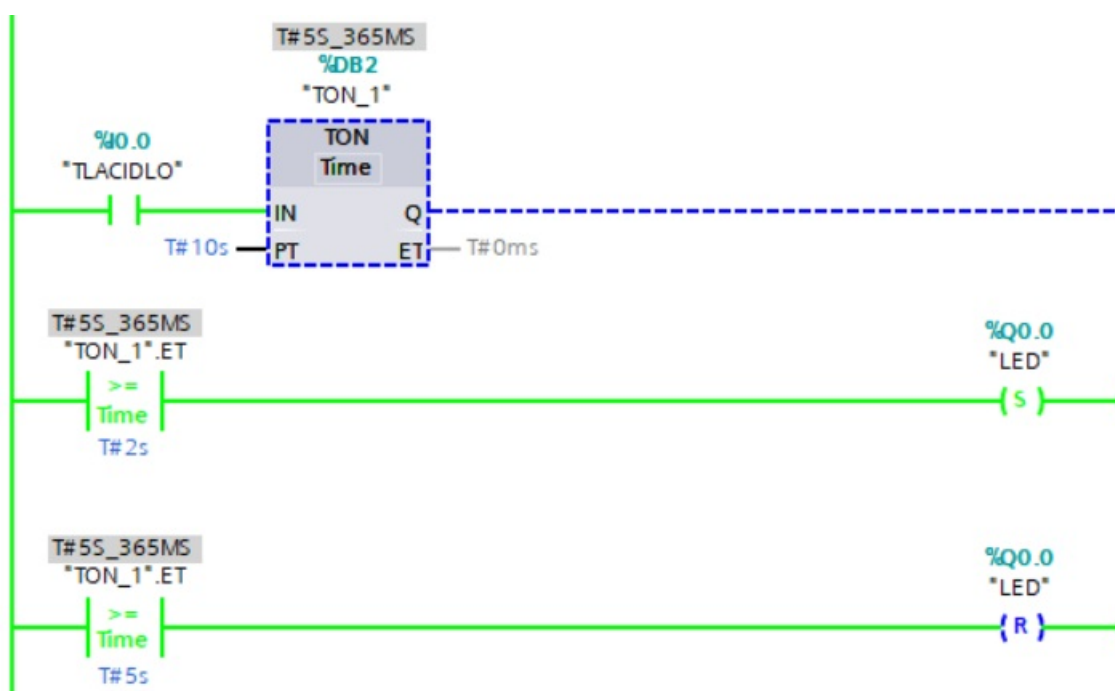 T#5S_365MS
%DB2
"TON_1"
TON
Time
%I0.0
"TLACIDLO"
IN Q
T#10s PT ET T#0ms
T#5S_365MS
"TON_1".ET
>=
Time
T#2s
%Q0.0
"LED"
S
T#5S_365MS
"TON_1".ET
>=
Time
T#5s
%Q0.0
"LED"
R